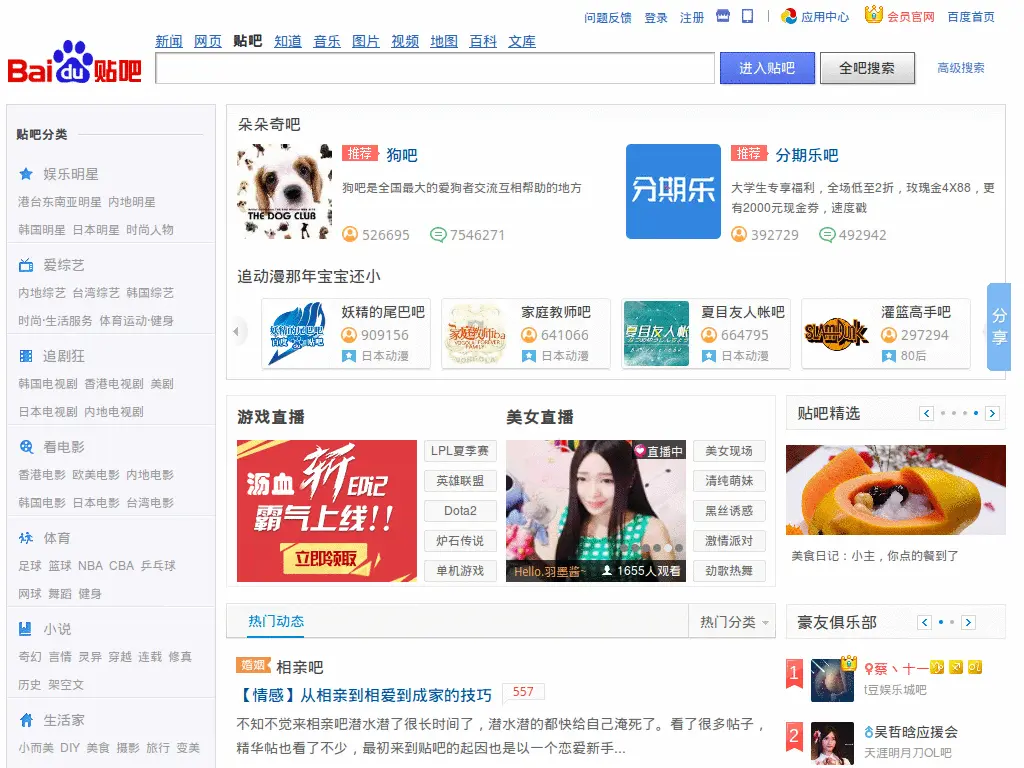 问题反馈 登录 注册 | 应用中心 会员官网 百度首页
新闻 网页 贴吧 知道 音乐 图片 视频 地图 百科 文库
Bai du 贴吧
进入贴吧 全吧搜索 高级搜索
贴吧分类
娱乐明星
港台东南亚明星 内地明星
韩国明星 日本明星 时尚人物
爱综艺
内地综艺 台湾综艺 韩国综艺
时尚·生活服务 体育运动·健身
追剧狂
韩国电视剧 香港电视剧 美剧
日本电视剧 内地电视剧
看电影
香港电影 欧美电影 内地电影
韩国电影 日本电影 台湾电影
体育
足球 篮球 NBA CBA 乒乓球
网球 舞蹈 健身
小说
奇幻 言情 灵异 穿越 连载 修真
历史 架空文
生活家
小而美 DIY 美食 摄影 旅行 变美
朵朵奇吧
THE DOG CLUB
推荐 狗吧
狗吧是全国最大的爱狗者交流互相帮助的地方
526695 7546271
分期乐
推荐 分期乐吧
大学生专享福利，全场低至2折，玫瑰金4X88，更
有2000元现金券，速度戳
392729 492942
追动漫那年宝宝还小
妖精的尾巴吧
909156
日本动漫
家庭教师吧
641066
日本动漫
夏目友人帐
夏目友人帐吧
664795
日本动漫
SLAM DUNK
灌篮高手吧
297294
80后
分享
游戏直播
沥血 斩 印记
霸气上线!!
立即领取
LPL夏季赛
英雄联盟
Dota2
炉石传说
单机游戏
美女直播
直播中
Hello.羽墨酱~ 1655人观看
美女现场
清纯萌妹
黑丝诱惑
激情派对
劲歌热舞
贴吧精选
美食日记：小主，你点的餐到了
热门动态 热门分类
婚姻 相亲吧
【情感】从相亲到相爱到成家的技巧 557
不知不觉来相亲吧潜水潜了很长时间了，潜水潜的都快给自己淹死了。看了很多帖子，
精华帖也看了不少，最初来到贴吧的起因也是以一个恋爱新手...
豪友俱乐部
1
♀蔡丶十一
t豆娱乐城吧
2
♂吴哲晗应援会
天涯明月刀OL吧